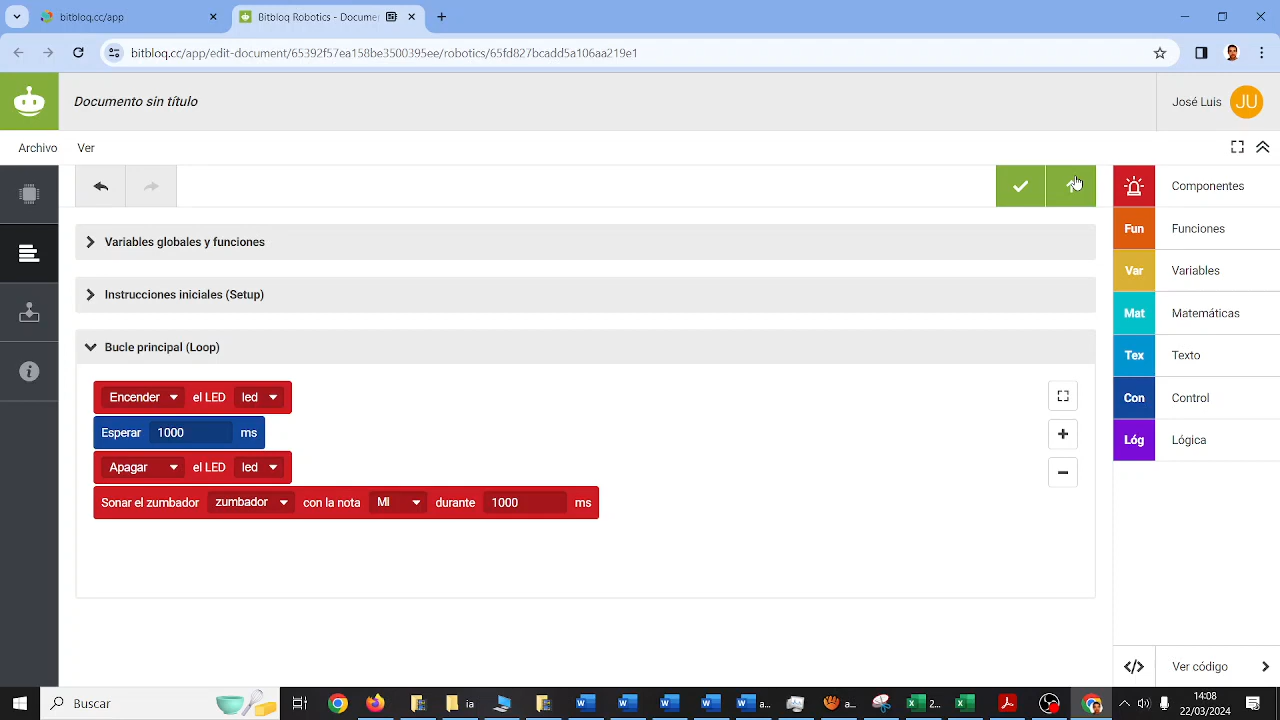 bitbloq.cc/app
Bitbloq Robotics - Docume
bitbloq.cc/app/edit-document/65392f57ea158be3500395ee/robotics/65fd827bcadd5a106aa219e1
Documento sin título
José Luis
JU
Archivo
Ver
Componentes
Variables globales y funciones
Fun
Funciones
Var
Variables
Instrucciones iniciales (Setup)
Mat
Matemáticas
Bucle principal (Loop)
Tex
Texto
Encender el LED led
Con
Control
Esperar 1000 ms
Lóg
Lógica
Apagar el LED led
Sonar el zumbador zumbador con la nota Mi durante 1000 ms
</> Ver código
Buscar
ia
a...
2...
14:08
22/03/2024